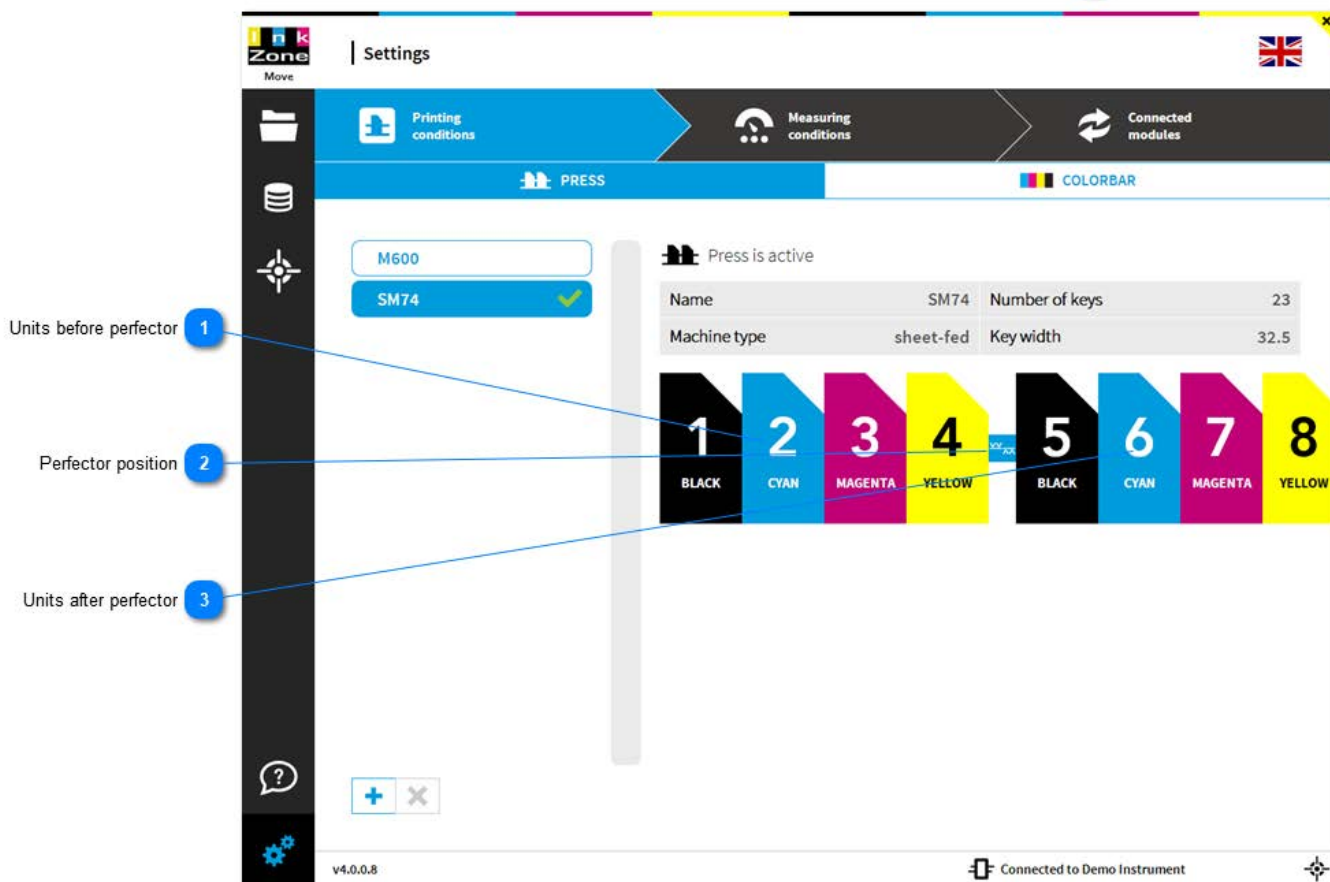 Ink
Zone
Move
Settings
Printing
conditions
Measuring
conditions
Connected
modules
PRESS
COLORBAR
M600
SM74
Press is active
Name SM74 Number of keys 23
Machine type sheet-fed Key width 32.5
Units before perfector 1
Perfector position 2
Units after perfector 3
1 2 3 4 xx xx 5 6 7 8
BLACK CYAN MAGENTA YELLOW BLACK CYAN MAGENTA YELLOW
?
v4.0.0.8
Connected to Demo Instrument